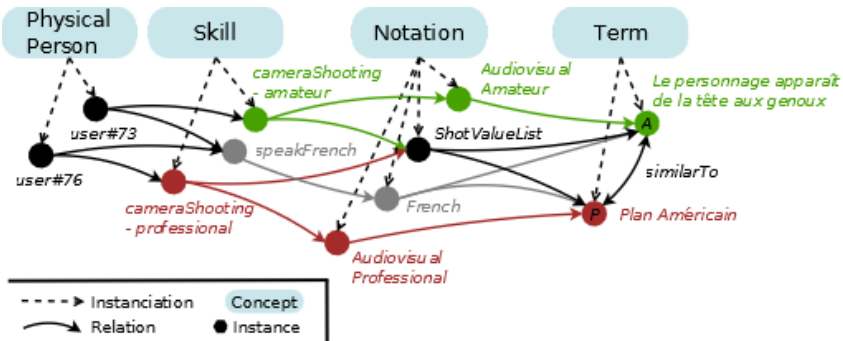 Physical
Person
Skill
Notation
Term
cameraShooting
- amateur
Audiovisual
Amateur
Le personnage apparaît
de la tête aux genoux
user#73
speakFrench
ShotValueList
A
user#76
similarTo
cameraShooting
- professional
French
P
Plan Américain
Audiovisual
Professional
Instanciation
Concept
Relation
Instance